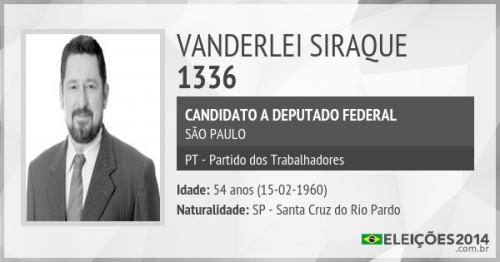 VANDERLEI SIRAQUE
1336
CANDIDATO A DEPUTADO FEDERAL
SÃO PAULO
PT - Partido dos Trabalhadores
Idade: 54 anos (15-02-1960)
Naturalidade: SP - Santa Cruz do Rio Pardo
ELEIÇÕES2014
.com.br